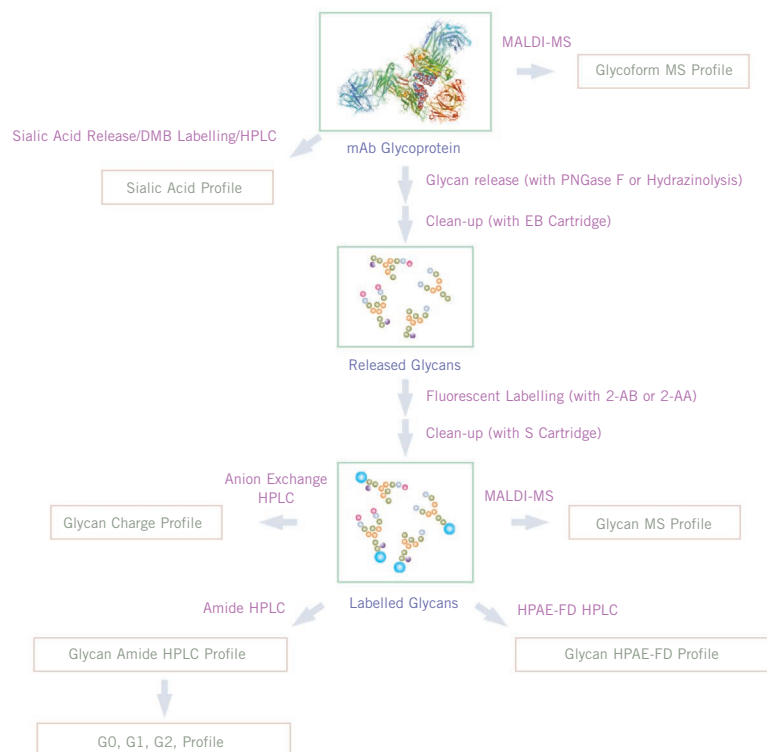 MALDI-MS
Glycoform MS Profile
Sialic Acid Release/DMB Labelling/HPLC
mAb Glycoprotein
Sialic Acid Profile
Glycan release (with PNGase F or Hydrazinolysis)
Clean-up (with EB Cartridge)
Released Glycans
Fluorescent Labelling (with 2-AB or 2-AA)
Clean-up (with S Cartridge)
Anion Exchange
HPLC
MALDI-MS
Glycan Charge Profile
Glycan MS Profile
Labelled Glycans
Amide HPLC
HPAE-FD HPLC
Glycan Amide HPLC Profile
Glycan HPAE-FD Profile
G0, G1, G2, Profile